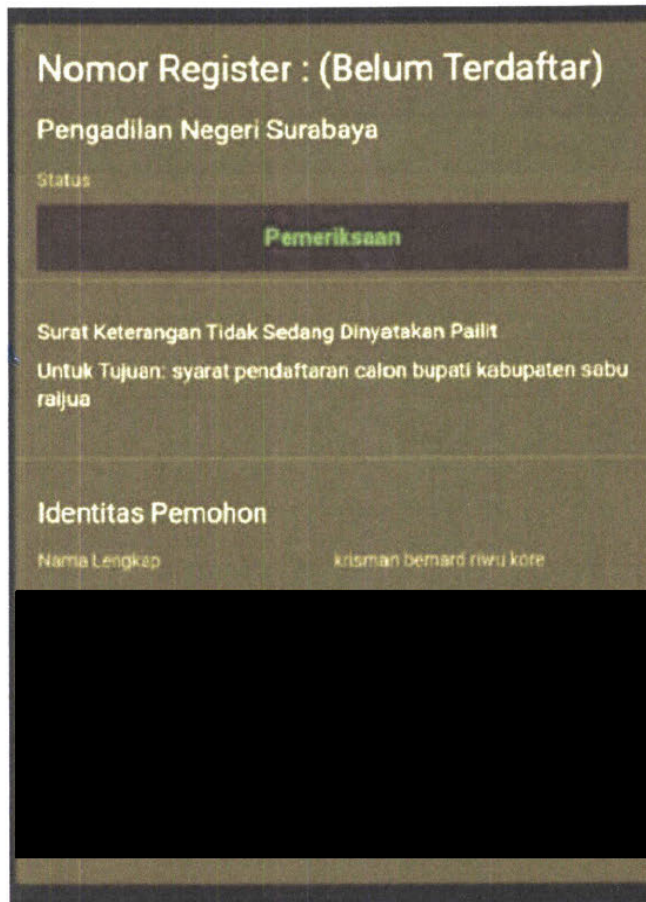 Nomor Register : (Belum Terdaftar)
Pengadilan Negeri Surabaya
Status
Pemeriksaan
Surat Keterangan Tidak Sedang Dinyatakan Pailit
Untuk Tujuan: syarat pendaftaran calon bupati kabupaten sabu
raijua
Identitas Pemohon
Nama Lengkap krisman bernard riwu kore